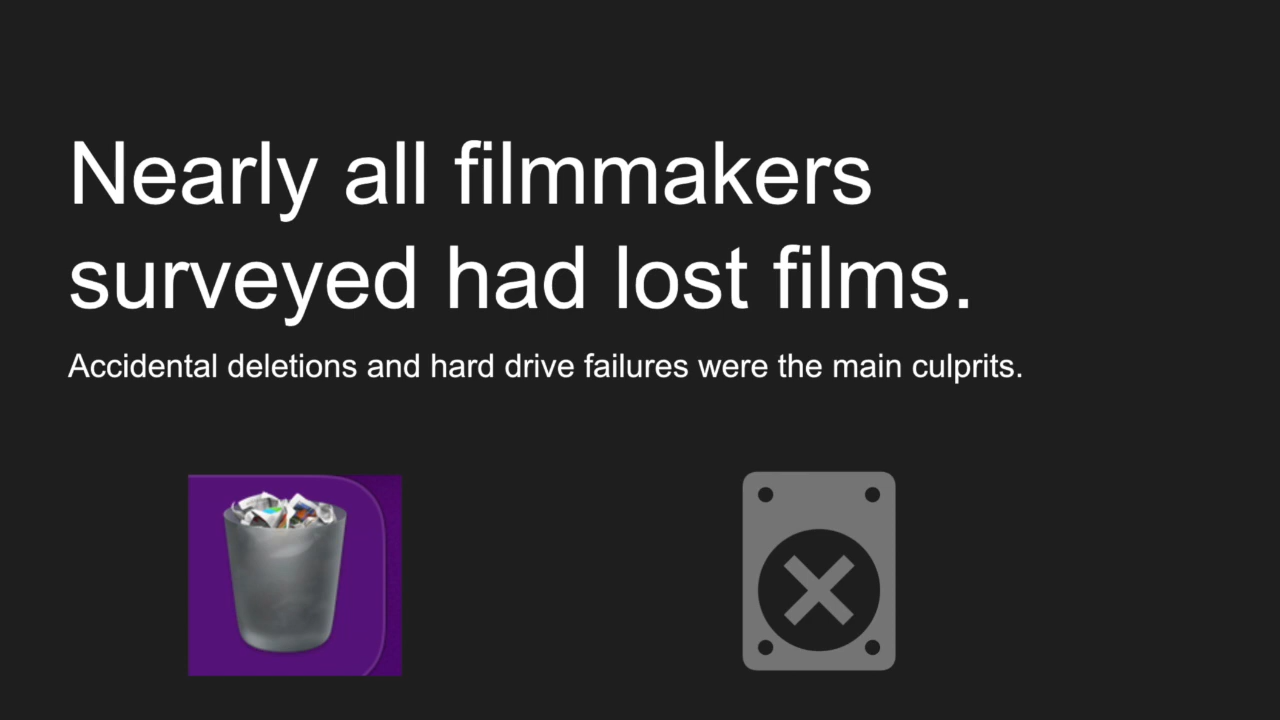 Nearly all filmmakers
surveyed had lost films.
Accidental deletions and hard drive failures were the main culprits.